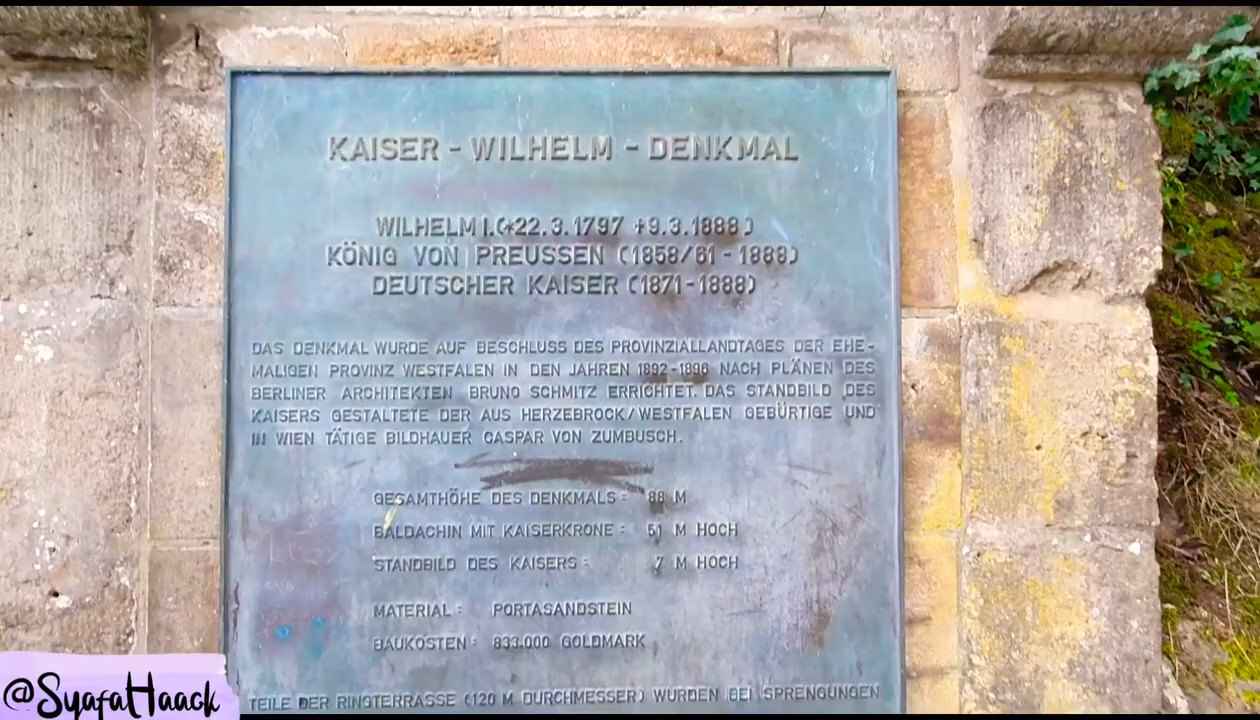 KAISER - WILHELM - DENKMAL
WILHELM I. (*22.3.1797 +9.3.1888)
KÖNIG VON PREUSSEN (1858/61 - 1888)
DEUTSCHER KAISER (1871 - 1888)
DAS DENKMAL WURDE AUF BESCHLUSS DES PROVINZIALLANDTAGES DER EHE-
MALIGEN PROVINZ WESTFALEN IN DEN JAHREN 1892 - 1896 NACH PLÄNEN DES
BERLINER ARCHITEKTEN BRUNO SCHMITZ ERRICHTET. DAS STANDBILD DES
KAISERS GESTALTETE DER AUS HERZEBROCK/WESTFALEN GEBÜRTIGE UND
IN WIEN TÄTIGE BILDHAUER CASPAR VON ZUMBUSCH.
GESAMTHÖHE DES DENKMALS : 88 M
BALDACHIN MIT KAISERKRONE : 51 M HOCH
STANDBILD DES KAISERS : 7 M HOCH
MATERIAL : PORTASANDSTEIN
BAUKOSTEN : 833.000 GOLDMARK
TEILE DER RINGTERRASSE (120 M DURCHMESSER) WURDEN BEI SPRENGUNGEN
@SyafaHaack